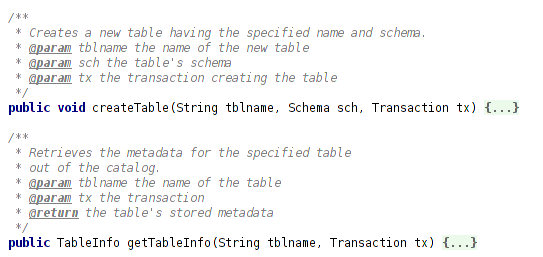 /**
 * Creates a new table having the specified name and schema.
 * @param tblname the name of the new table
 * @param sch the table's schema
 * @param tx the transaction creating the table
 */
public void createTable(String tblname, Schema sch, Transaction tx) {...}
/**
 * Retrieves the metadata for the specified table
 * out of the catalog.
 * @param tblname the name of the table
 * @param tx the transaction
 * @return the table's stored metadata
 */
public TableInfo getTableInfo(String tblname, Transaction tx) {...}